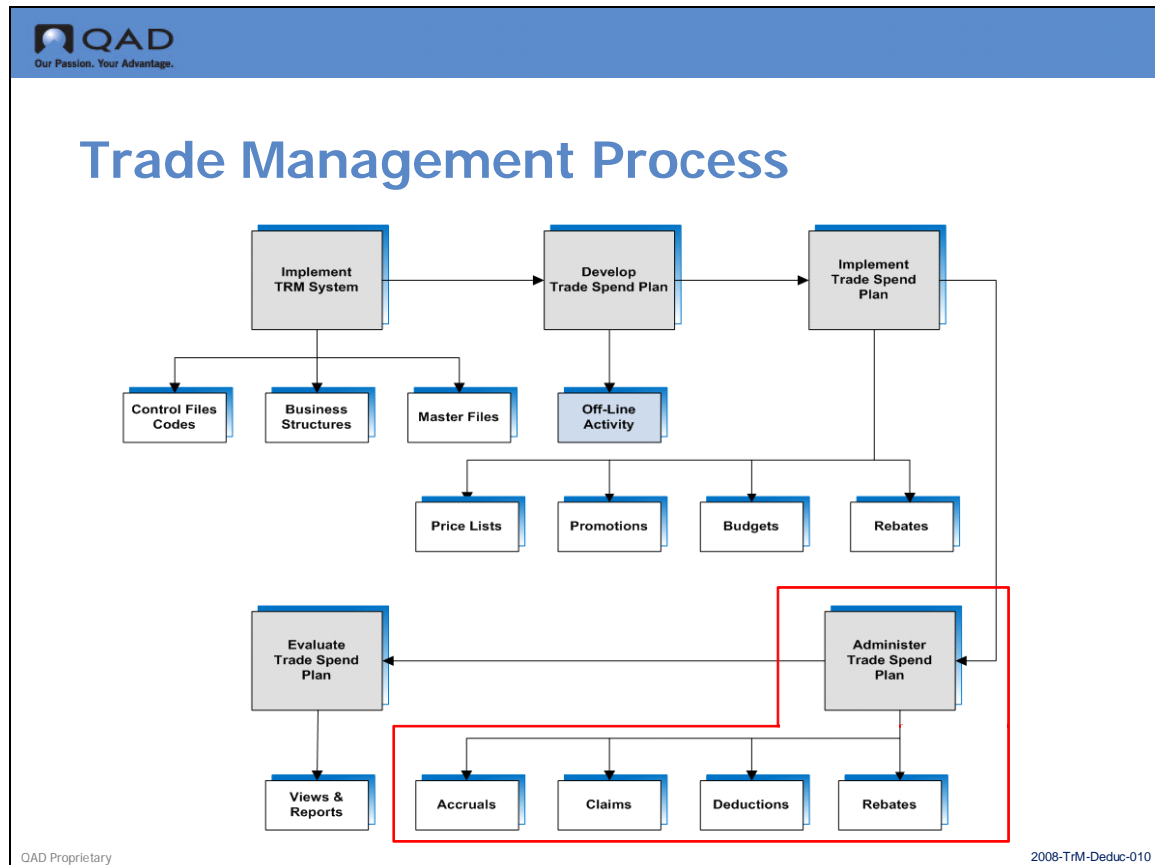 QAD
Our Passion. Your Advantage.
Trade Management Process
Implement
TRM System
Develop
Trade Spend Plan
Implement
Trade Spend
Plan
Control Files
Codes
Business
Structures
Master Files
Off-Line
Activity
Price Lists
Promotions
Budgets
Rebates
Evaluate
Trade Spend
Plan
Administer
Trade Spend
Plan
Views &
Reports
Accruals
Claims
Deductions
Rebates
QAD Proprietary
2008-TrM-Deduc-010